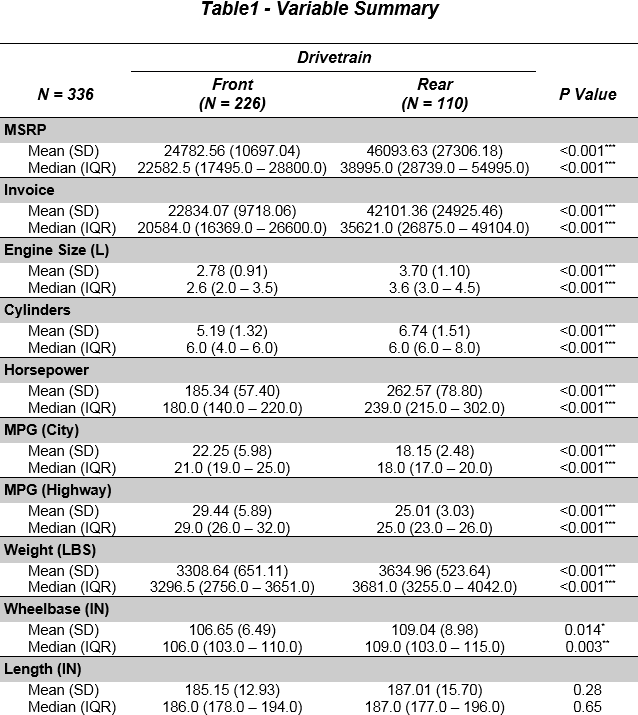 Table1 - Variable Summary
Drivetrain
N = 336 Front (N = 226) Rear (N = 110) P Value
MSRP
Mean (SD) 24782.56 (10697.04) 46093.63 (27306.18) <0.001***
Median (IQR) 22582.5 (17495.0 – 28800.0) 38995.0 (28739.0 – 54995.0) <0.001***
Invoice
Mean (SD) 22834.07 (9718.06) 42101.36 (24925.46) <0.001***
Median (IQR) 20584.0 (16369.0 – 26600.0) 35621.0 (26875.0 – 49104.0) <0.001***
Engine Size (L)
Mean (SD) 2.78 (0.91) 3.70 (1.10) <0.001***
Median (IQR) 2.6 (2.0 – 3.5) 3.6 (3.0 – 4.5) <0.001***
Cylinders
Mean (SD) 5.19 (1.32) 6.74 (1.51) <0.001***
Median (IQR) 6.0 (4.0 – 6.0) 6.0 (6.0 – 8.0) <0.001***
Horsepower
Mean (SD) 185.34 (57.40) 262.57 (78.80) <0.001***
Median (IQR) 180.0 (140.0 – 220.0) 239.0 (215.0 – 302.0) <0.001***
MPG (City)
Mean (SD) 22.25 (5.98) 18.15 (2.48) <0.001***
Median (IQR) 21.0 (19.0 – 25.0) 18.0 (17.0 – 20.0) <0.001***
MPG (Highway)
Mean (SD) 29.44 (5.89) 25.01 (3.03) <0.001***
Median (IQR) 29.0 (26.0 – 32.0) 25.0 (23.0 – 26.0) <0.001***
Weight (LBS)
Mean (SD) 3308.64 (651.11) 3634.96 (523.64) <0.001***
Median (IQR) 3296.5 (2756.0 – 3651.0) 3681.0 (3255.0 – 4042.0) <0.001***
Wheelbase (IN)
Mean (SD) 106.65 (6.49) 109.04 (8.98) 0.014*
Median (IQR) 106.0 (103.0 – 110.0) 109.0 (103.0 – 115.0) 0.003**
Length (IN)
Mean (SD) 185.15 (12.93) 187.01 (15.70) 0.28
Median (IQR) 186.0 (178.0 – 194.0) 187.0 (177.0 – 196.0) 0.65